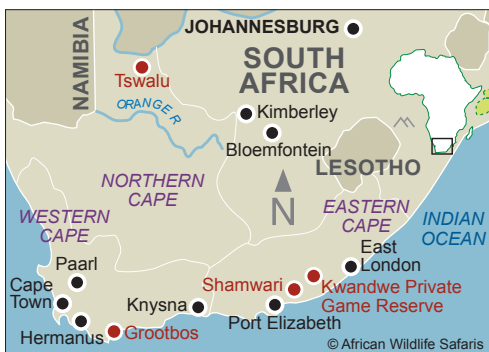 JOHANNESBURG
NAMIBIA
SOUTH
AFRICA
Tswalu
ORANGE R
Kimberley
Bloemfontein
LESOTHO
NORTHERN
CAPE
N
WESTERN
CAPE
EASTERN
CAPE
INDIAN
OCEAN
East
London
Paarl
Cape
Town
Shamwari
Kwandwe Private
Game Reserve
Knysna
Port Elizabeth
Hermanus
Grootbos
© African Wildlife Safaris